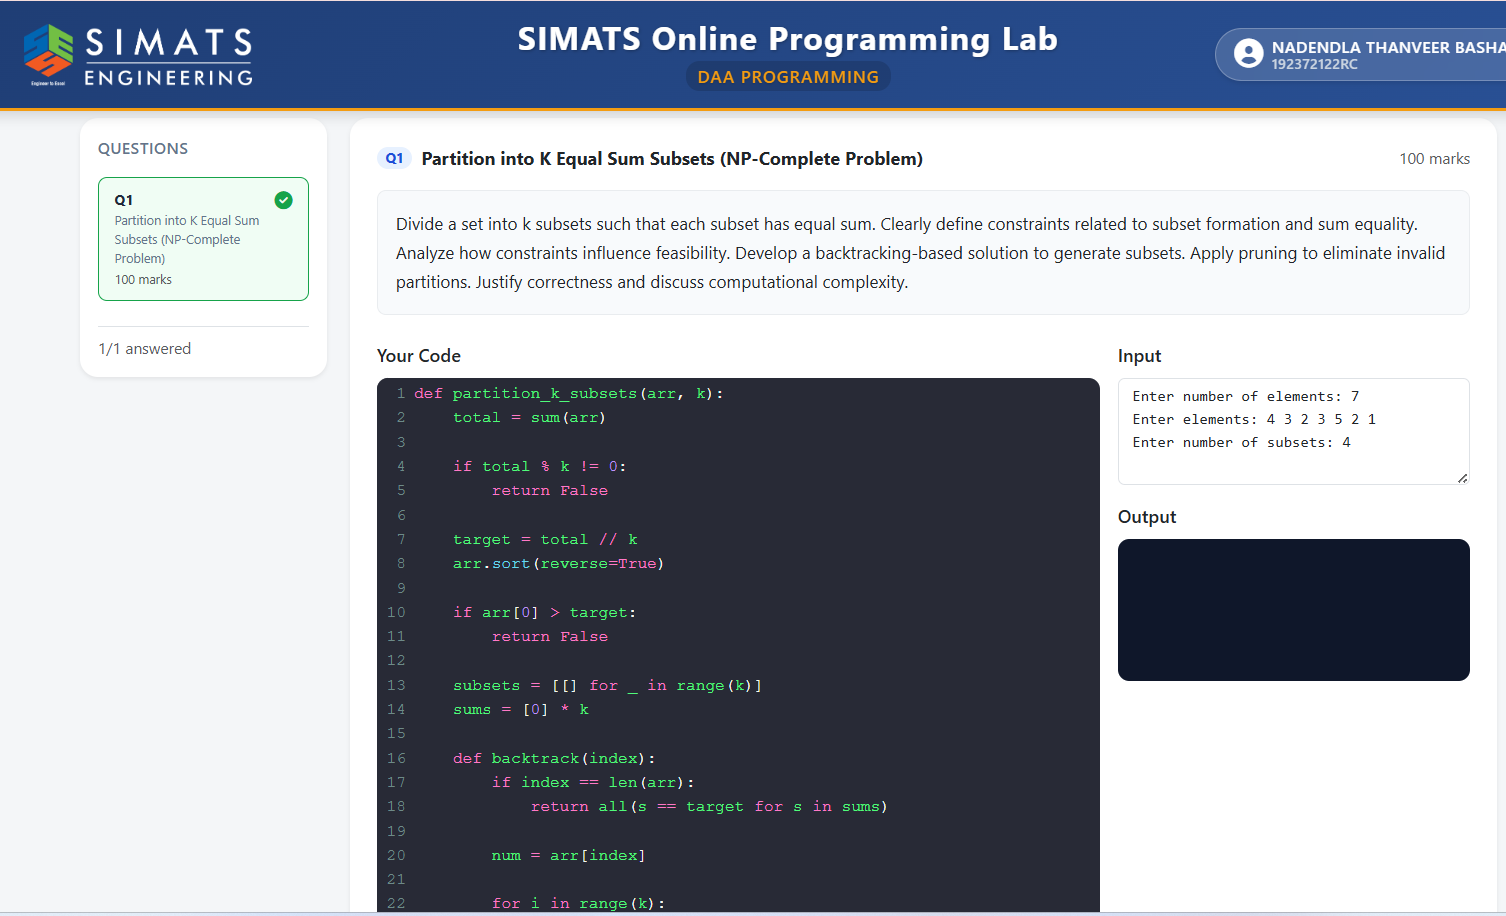 SIMATS
ENGINEERING
Engineer to Excel
SIMATS Online Programming Lab
DAA PROGRAMMING
NADENDLA THANVEER BASHA
192372122RC
QUESTIONS
Q1
Partition into K Equal Sum
Subsets (NP-Complete
Problem)
100 marks
1/1 answered
Q1 Partition into K Equal Sum Subsets (NP-Complete Problem)
100 marks
Divide a set into k subsets such that each subset has equal sum. Clearly define constraints related to subset formation and sum equality.
Analyze how constraints influence feasibility. Develop a backtracking-based solution to generate subsets. Apply pruning to eliminate invalid
partitions. Justify correctness and discuss computational complexity.
Your Code
1 def partition_k_subsets(arr, k):
2     total = sum(arr)
3
4     if total % k != 0:
5         return False
6
7     target = total // k
8     arr.sort(reverse=True)
9
10     if arr[0] > target:
11         return False
12
13     subsets = [[] for _ in range(k)]
14     sums = [0] * k
15
16     def backtrack(index):
17         if index == len(arr):
18             return all(s == target for s in sums)
19
20         num = arr[index]
21
22         for i in range(k):
Input
Enter number of elements: 7
Enter elements: 4 3 2 3 5 2 1
Enter number of subsets: 4
Output